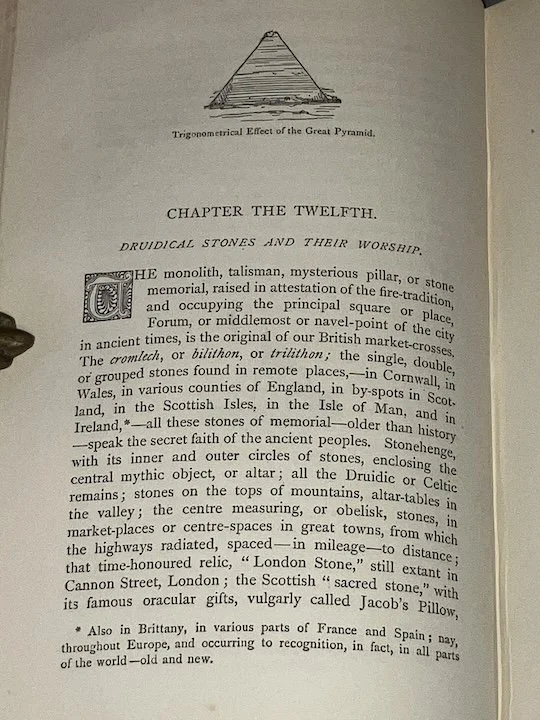 Trigonometrical Effect of the Great Pyramid.
CHAPTER THE TWELFTH.
DRUIDICAL STONES AND THEIR WORSHIP.
THE monolith, talisman, mysterious pillar, or stone
memorial, raised in attestation of the fire-tradition,
and occupying the principal square or place,
Forum, or middlemost or navel-point of the city
in ancient times, is the original of our British market-crosses.
The cromlech, or bilithon, or trilithon; the single, double,
or grouped stones found in remote places,—in Cornwall, in
Wales, in various counties of England, in by-spots in Scot-
land, in the Scottish Isles, in the Isle of Man, and in
Ireland,*—all these stones of memorial—older than history
—speak the secret faith of the ancient peoples. Stonehenge,
with its inner and outer circles of stones, enclosing the
central mythic object, or altar; all the Druidic or Celtic
remains; stones on the tops of mountains, altar-tables in
the valley; the centre measuring, or obelisk, stones, in
market-places or centre-spaces in great towns, from which
the highways radiated, spaced—in mileage—to distance;
that time-honoured relic, "London Stone," still extant in
Cannon Street, London; the Scottish "sacred stone," with
its famous oracular gifts, vulgarly called Jacob's Pillow,
* Also in Brittany, in various parts of France and Spain; nay,
throughout Europe, and occurring to recognition, in fact, in all parts
of the world—old and new.